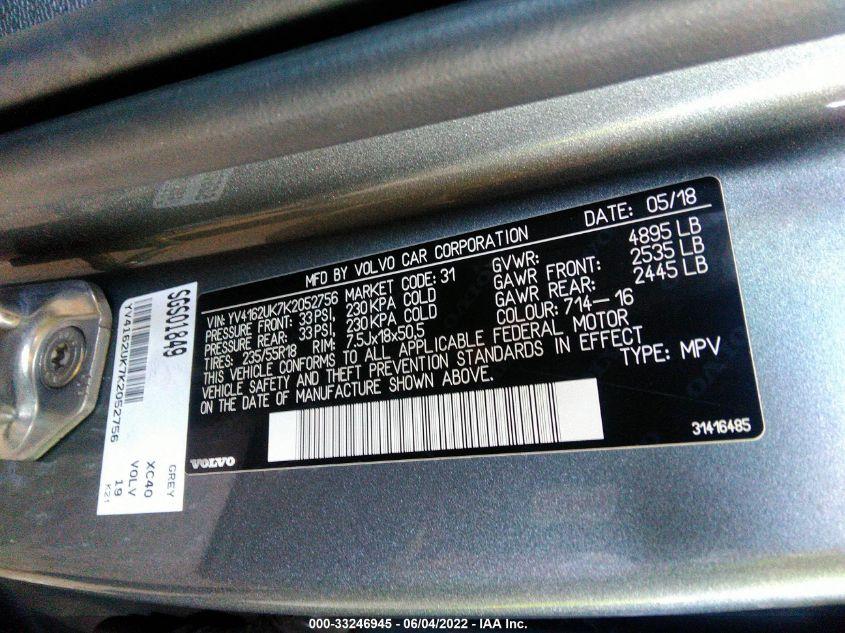 MFD BY VOLVO CAR CORPORATION DATE: 05/18
VIN: YV4162UK7K2052756 MARKET CODE: 31 GVWR: 4895 LB
PRESSURE FRONT: 33 PSI, 230 KPA COLD GAWR FRONT: 2535 LB
PRESSURE REAR: 33 PSI, 230 KPA COLD GAWR REAR: 2445 LB
TIRES: 235/55R18 RIM: 7.5Jx18x50.5 COLOUR: 714-16
THIS VEHICLE CONFORMS TO ALL APPLICABLE FEDERAL MOTOR
VEHICLE SAFETY AND THEFT PREVENTION STANDARDS IN EFFECT
ON THE DATE OF MANUFACTURE SHOWN ABOVE. TYPE: MPV
VOLVO 31416485
S6S01849
YV4162UK7K2052756
GREY
XC40
VOLV
19
K21
000-33246945 - 06/04/2022 - IAA Inc.